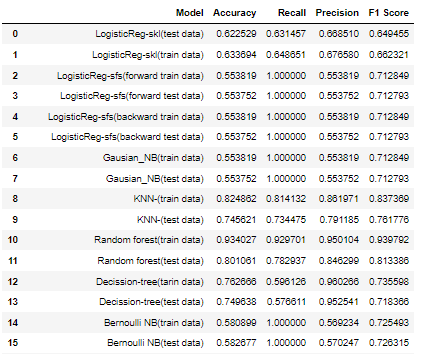 Model Accuracy Recall Precision F1 Score
0 LogisticReg-skl(test data) 0.622529 0.631457 0.668510 0.649455
1 LogisticReg-skl(train data) 0.633694 0.648651 0.676580 0.662321
2 LogisticReg-sfs(forward train data) 0.553819 1.000000 0.553819 0.712849
3 LogisticReg-sfs(forward test data) 0.553752 1.000000 0.553752 0.712793
4 LogisticReg-sfs(backward train data) 0.553819 1.000000 0.553819 0.712849
5 LogisticReg-sfs(backward test data) 0.553752 1.000000 0.553752 0.712793
6 Gausian_NB(train data) 0.553819 1.000000 0.553819 0.712849
7 Gausian_NB(test data) 0.553752 1.000000 0.553752 0.712793
8 KNN-(train data) 0.824862 0.814132 0.861971 0.837369
9 KNN-(test data) 0.745621 0.734475 0.791185 0.761776
10 Random forest(train data) 0.934027 0.929701 0.950104 0.939792
11 Random forest(test data) 0.801061 0.782937 0.846299 0.813386
12 Decission-tree(tarin data) 0.762666 0.596126 0.960266 0.735598
13 Decission-tree(test data) 0.749638 0.576611 0.952541 0.718366
14 Bernoulli NB(train data) 0.580899 1.000000 0.569234 0.725493
15 Bernoulli NB(test data) 0.582677 1.000000 0.570247 0.726315